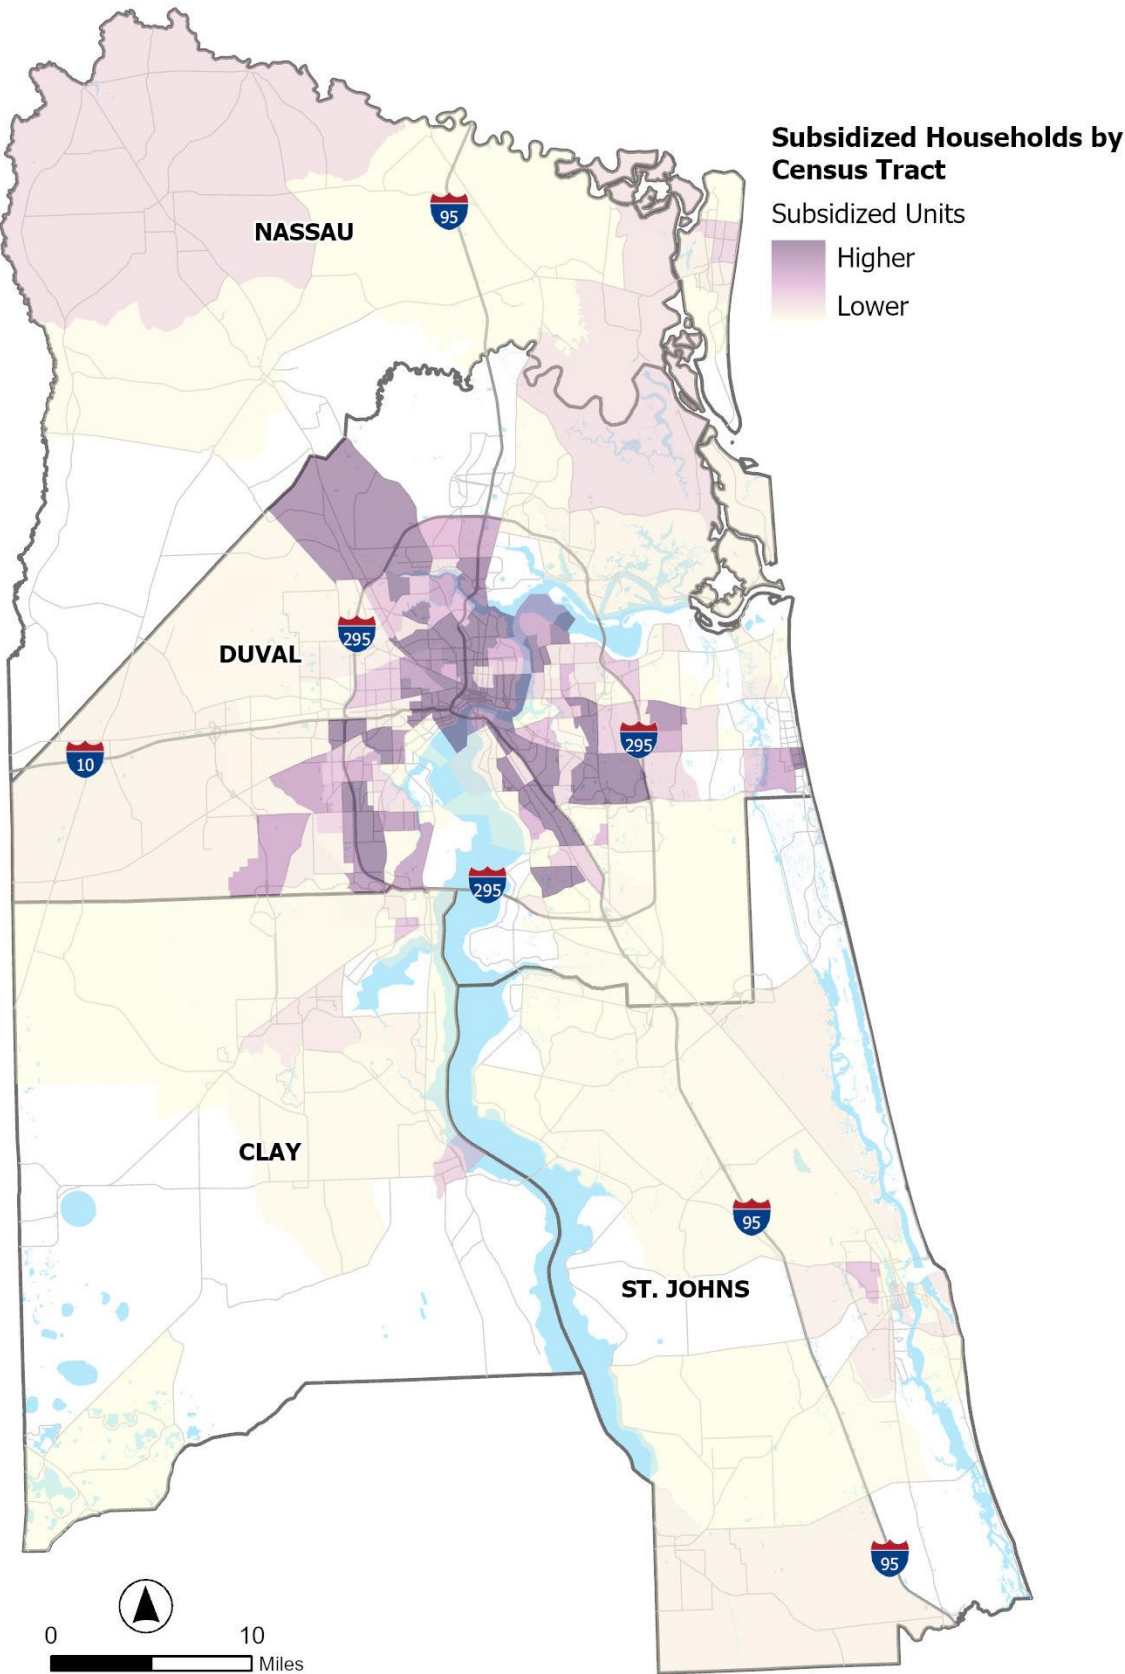 Subsidized Households by
Census Tract
Subsidized Units
Higher
Lower
NASSAU
95
DUVAL
295
295
10
295
CLAY
95
ST. JOHNS
95
0 10
Miles